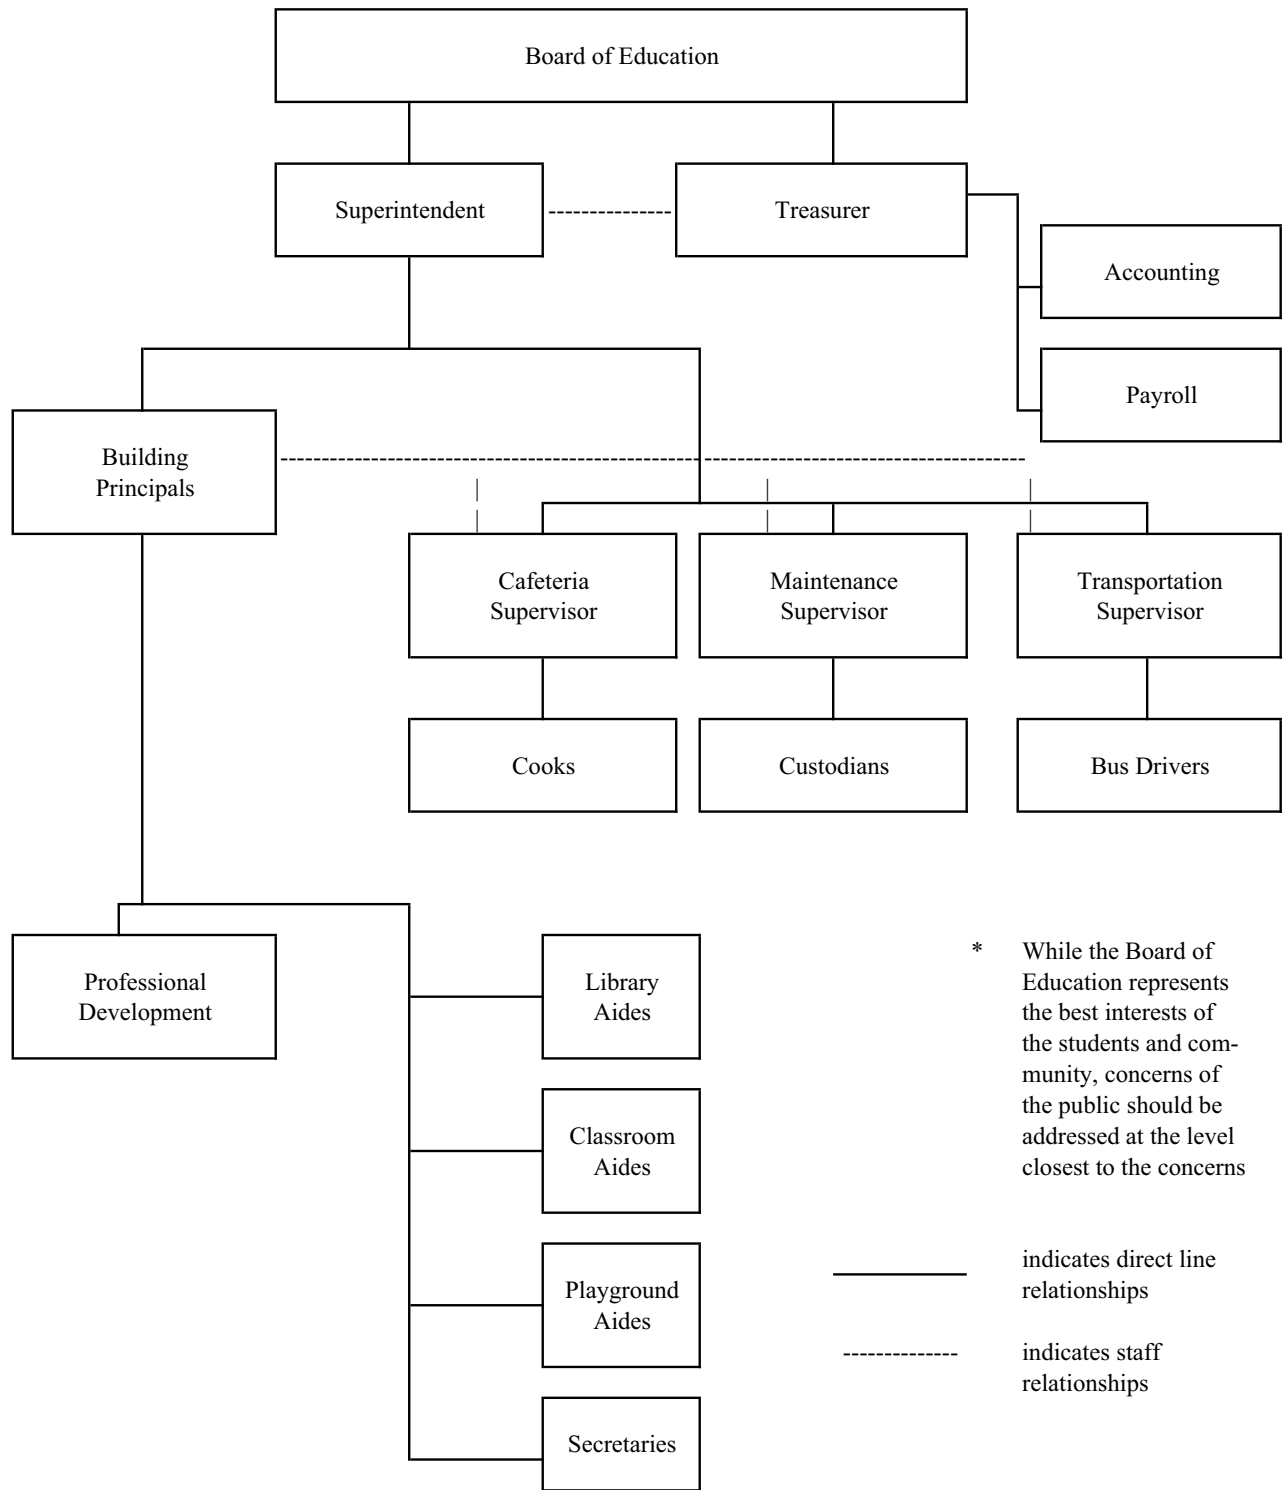 Board of Education
Superintendent
Treasurer
Accounting
Payroll
Building
Principals
Cafeteria
Supervisor
Maintenance
Supervisor
Transportation
Supervisor
Cooks
Custodians
Bus Drivers
Professional
Development
Library
Aides
Classroom
Aides
Playground
Aides
Secretaries
* While the Board of
Education represents
the best interests of
the students and com-
munity, concerns of
the public should be
addressed at the level
closest to the concerns
indicates direct line
relationships
indicates staff
relationships